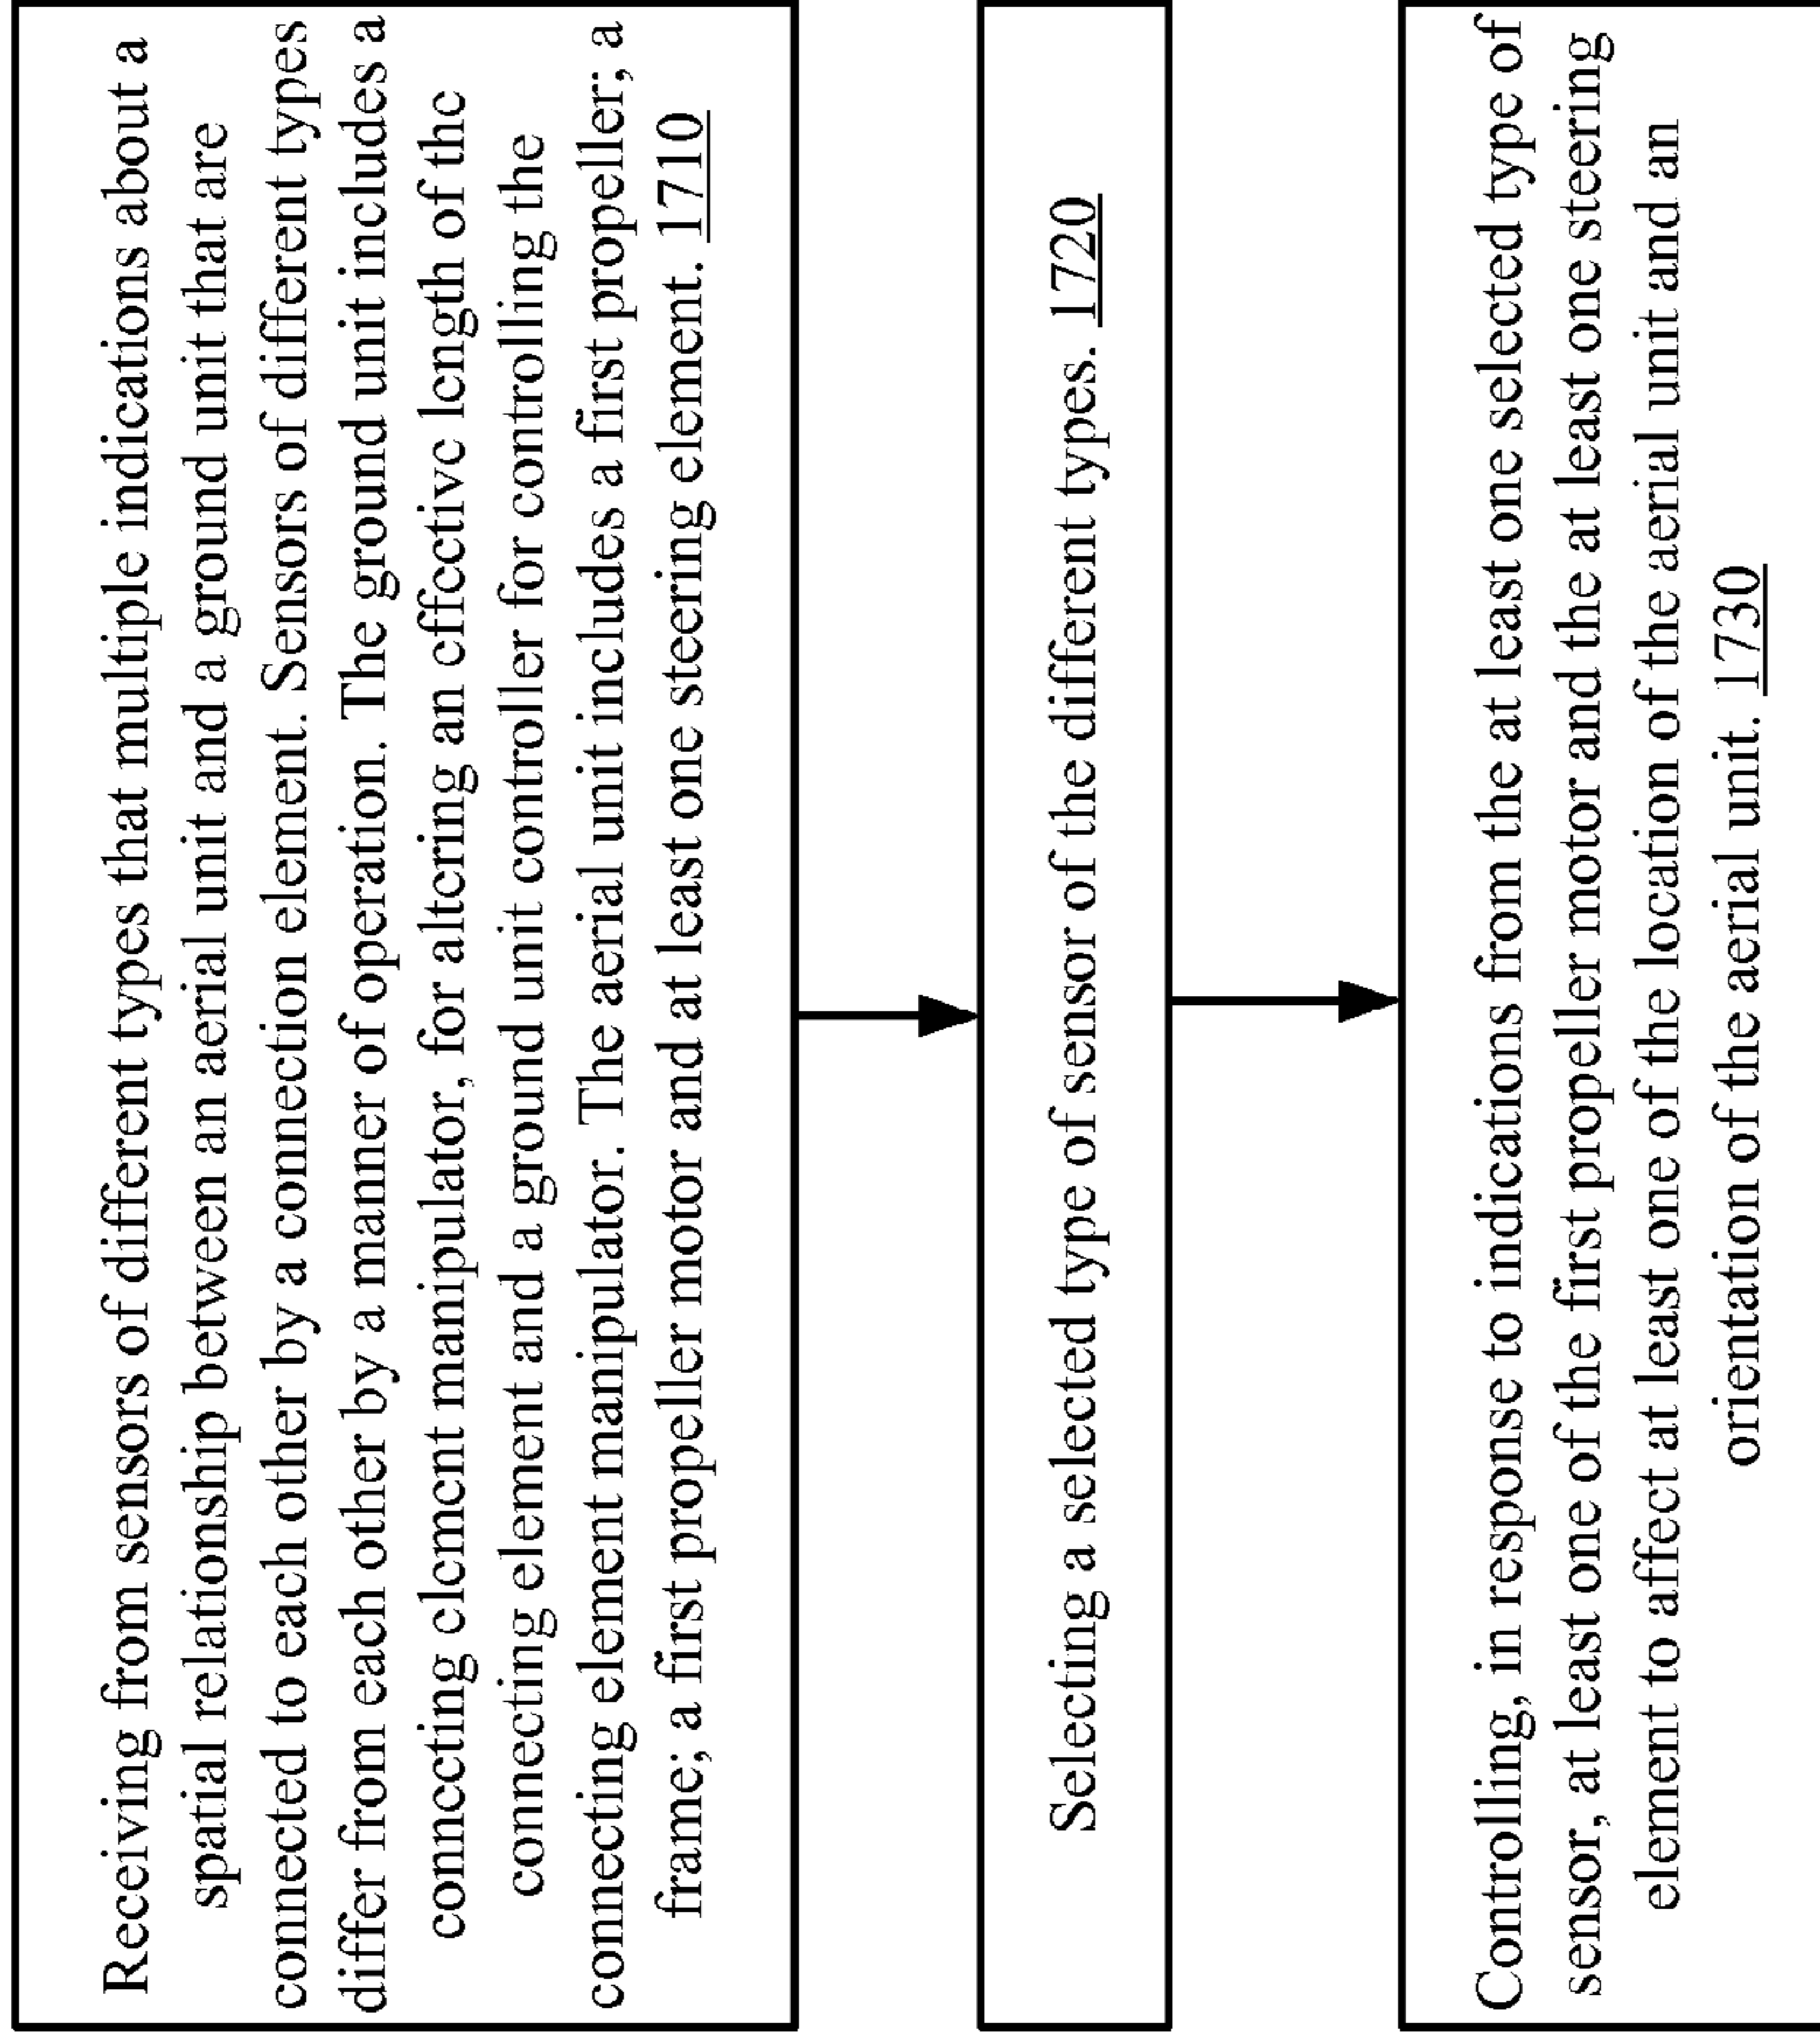 Receiving from sensors of different types that multiple indications about a
spatial relationship between an aerial unit and a ground unit that are
connected to each other by a connection element. Sensors of different types
differ from each other by a manner of operation. The ground unit includes a
connecting element manipulator, for altering an effective length of the
connecting element and a ground unit controller for controlling the
connecting element manipulator. The aerial unit includes a first propeller; a
frame; a first propeller motor and at least one steering element. 1710
Selecting a selected type of sensor of the different types. 1720
Controlling, in response to indications from the at least one selected type of
sensor, at least one of the first propeller motor and the at least one steering
element to affect at least one of the location of the aerial unit and an
orientation of the aerial unit. 1730